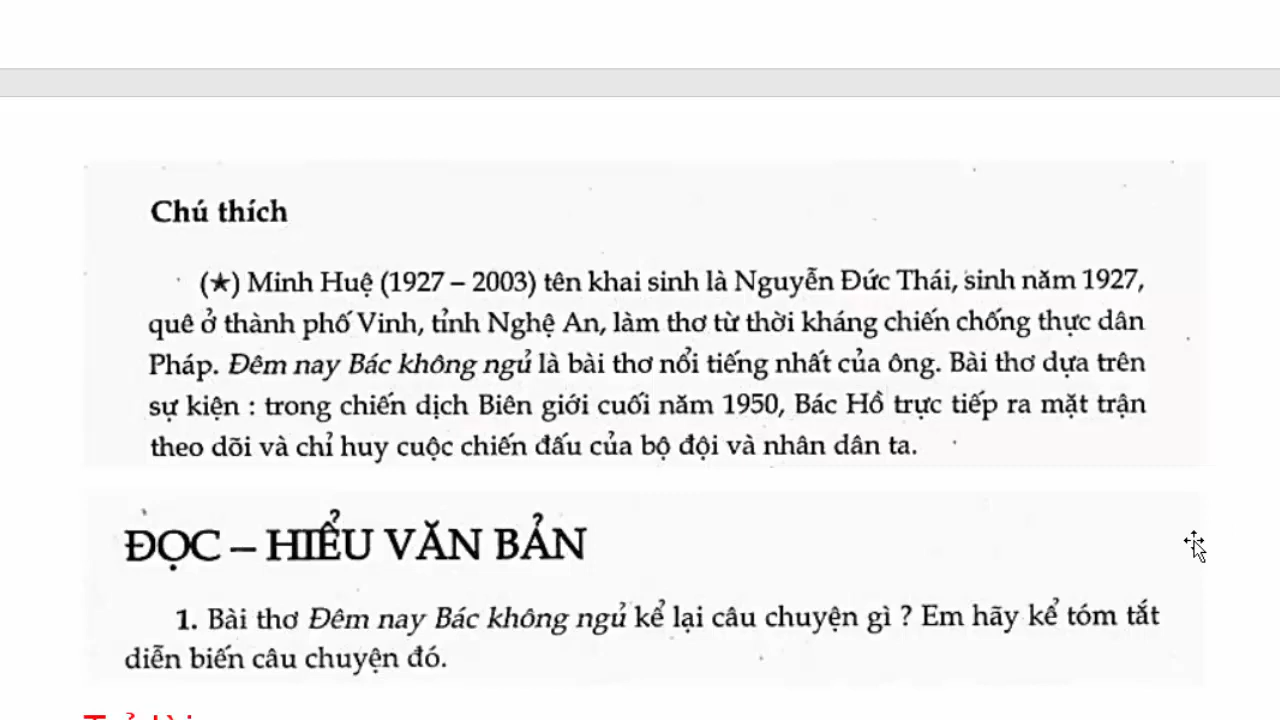 Chú thích
(★) Minh Huệ (1927 – 2003) tên khai sinh là Nguyễn Đức Thái, sinh năm 1927,
quê ở thành phố Vinh, tỉnh Nghệ An, làm thơ từ thời kháng chiến chống thực dân
Pháp. Đêm nay Bác không ngủ là bài thơ nổi tiếng nhất của ông. Bài thơ dựa trên
sự kiện : trong chiến dịch Biên giới cuối năm 1950, Bác Hồ trực tiếp ra mặt trận
theo dõi và chỉ huy cuộc chiến đấu của bộ đội và nhân dân ta.
ĐỌC – HIỂU VĂN BẢN
1. Bài thơ Đêm nay Bác không ngủ kể lại câu chuyện gì ? Em hãy kể tóm tắt
diễn biến câu chuyện đó.